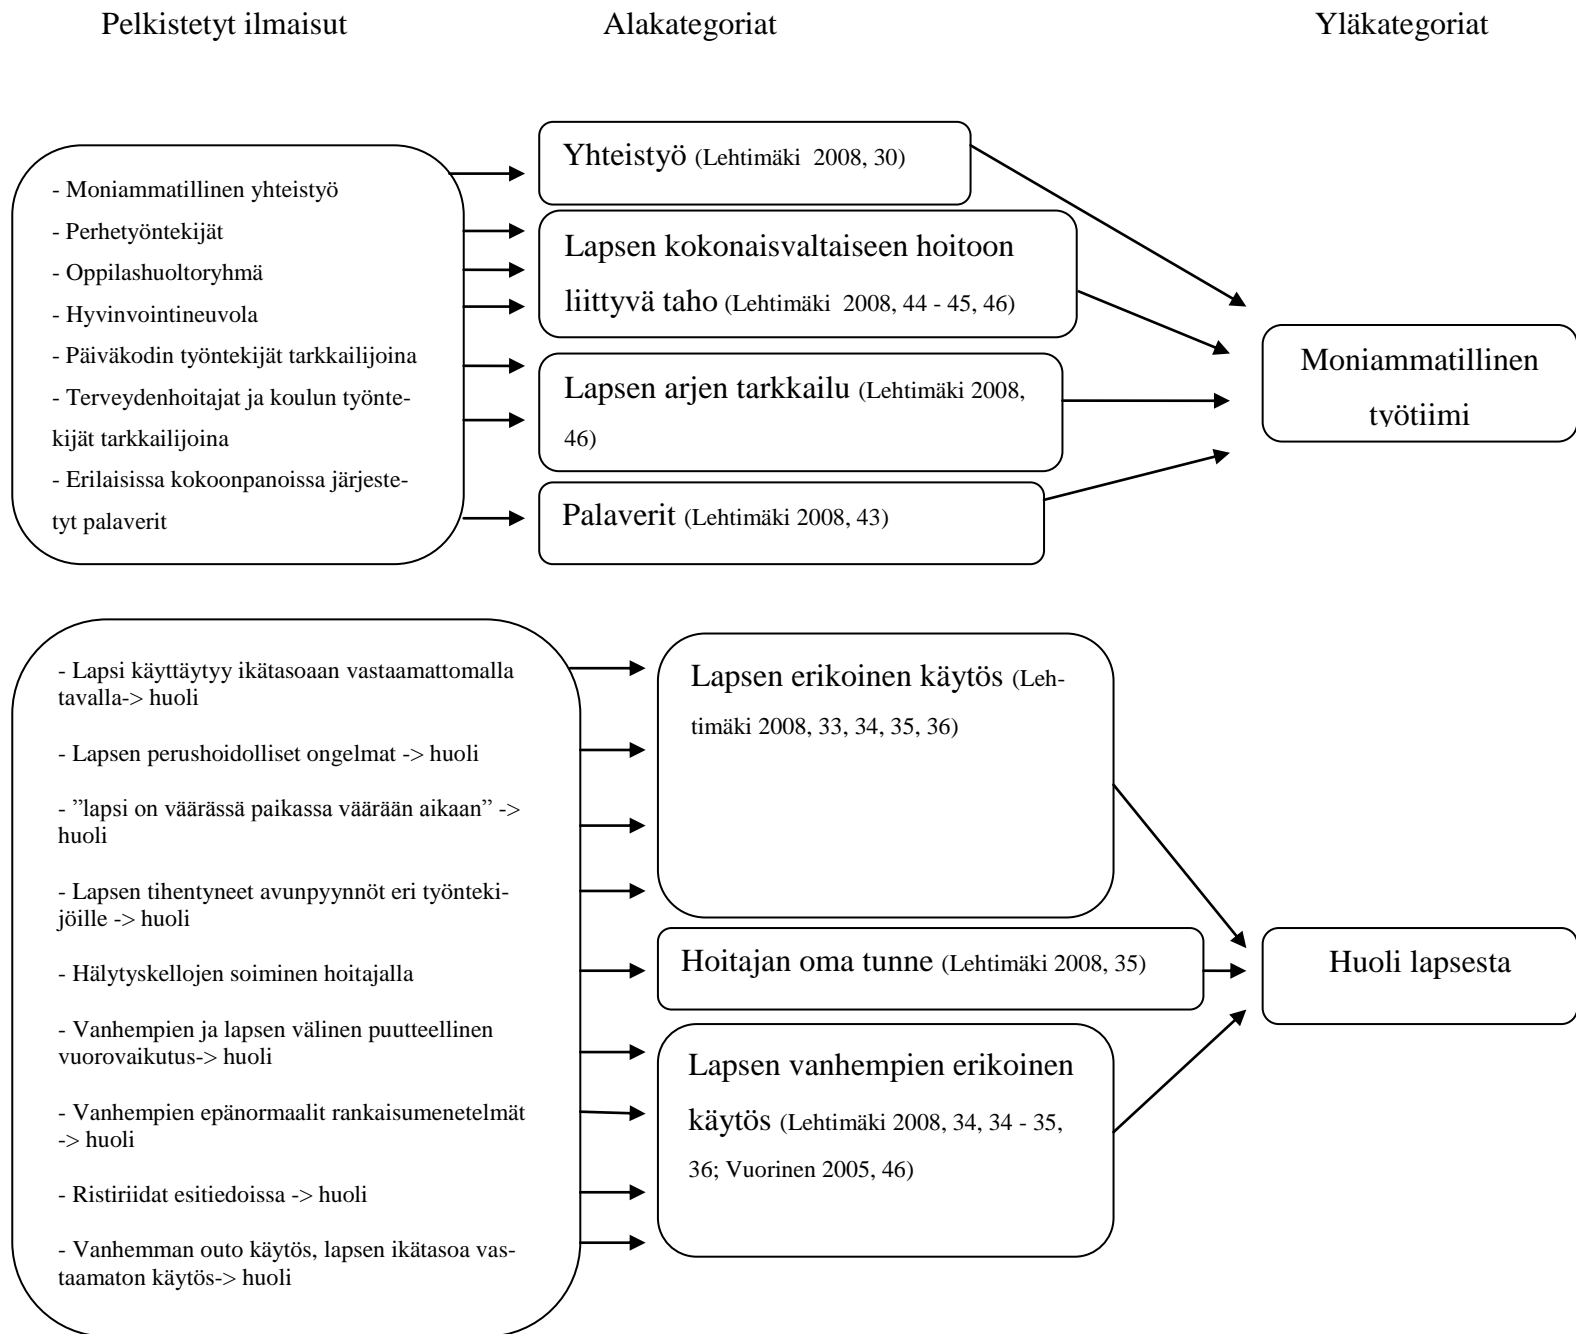 Pelkistetyt ilmaisut
Alakategoriat
Yläkategoriat
- Moniammatillinen yhteistyö
- Perhetyöntekijät
- Oppilashuoltoryhmä
- Hyvinvointineuvola
- Päiväkodin työntekijät tarkkailijoina
- Terveydenhoitajat ja koulun työnte-
kijät tarkkailijoina
- Erilaisissa kokoonpanoissa järjeste-
tyt palaverit
Yhteistyö (Lehtimäki 2008, 30)
Lapsen kokonaisvaltaiseen hoitoon
liittyvä taho (Lehtimäki 2008, 44 - 45, 46)
Lapsen arjen tarkkailu (Lehtimäki 2008,
46)
Palaverit (Lehtimäki 2008, 43)
Moniammatillinen
työtiimi
- Lapsi käyttäytyy ikätasoaan vastaamattomalla
tavalla-> huoli
- Lapsen perushoidolliset ongelmat -> huoli
- ”lapsi on väärässä paikassa väärään aikaan” ->
huoli
- Lapsen tihentyneet avunpyynnöt eri työnteki-
jöille -> huoli
- Hälytyskellojen soiminen hoitajalla
- Vanhempien ja lapsen välinen puutteellinen
vuorovaikutus-> huoli
- Vanhempien epänormaalit rankaisumenetelmät
-> huoli
- Ristiriidat esitiedoissa -> huoli
- Vanhemman outo käytös, lapsen ikätasoa vas-
taamaton käytös-> huoli
Lapsen erikoinen käytös (Leh-
timäki 2008, 33, 34, 35, 36)
Hoitajan oma tunne (Lehtimäki 2008, 35)
Lapsen vanhempien erikoinen
käytös (Lehtimäki 2008, 34, 34 - 35,
36; Vuorinen 2005, 46)
Huoli lapsesta